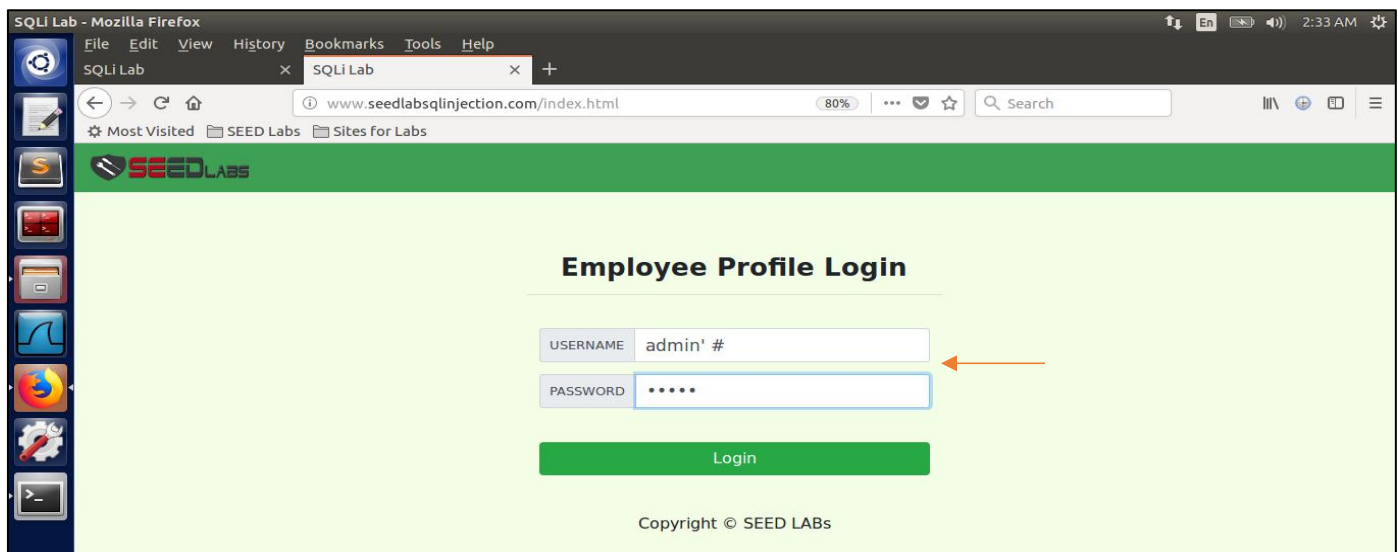 SQLi Lab - Mozilla Firefox En 2:33 AM
File Edit View History Bookmarks Tools Help
SQLi Lab × SQLi Lab × +
www.seedlabsqlinjection.com/index.html 80% Search
Most Visited SEED Labs Sites for Labs
SEEDLABS
Employee Profile Login
USERNAME admin' #
PASSWORD •••••
Login
Copyright © SEED LABs